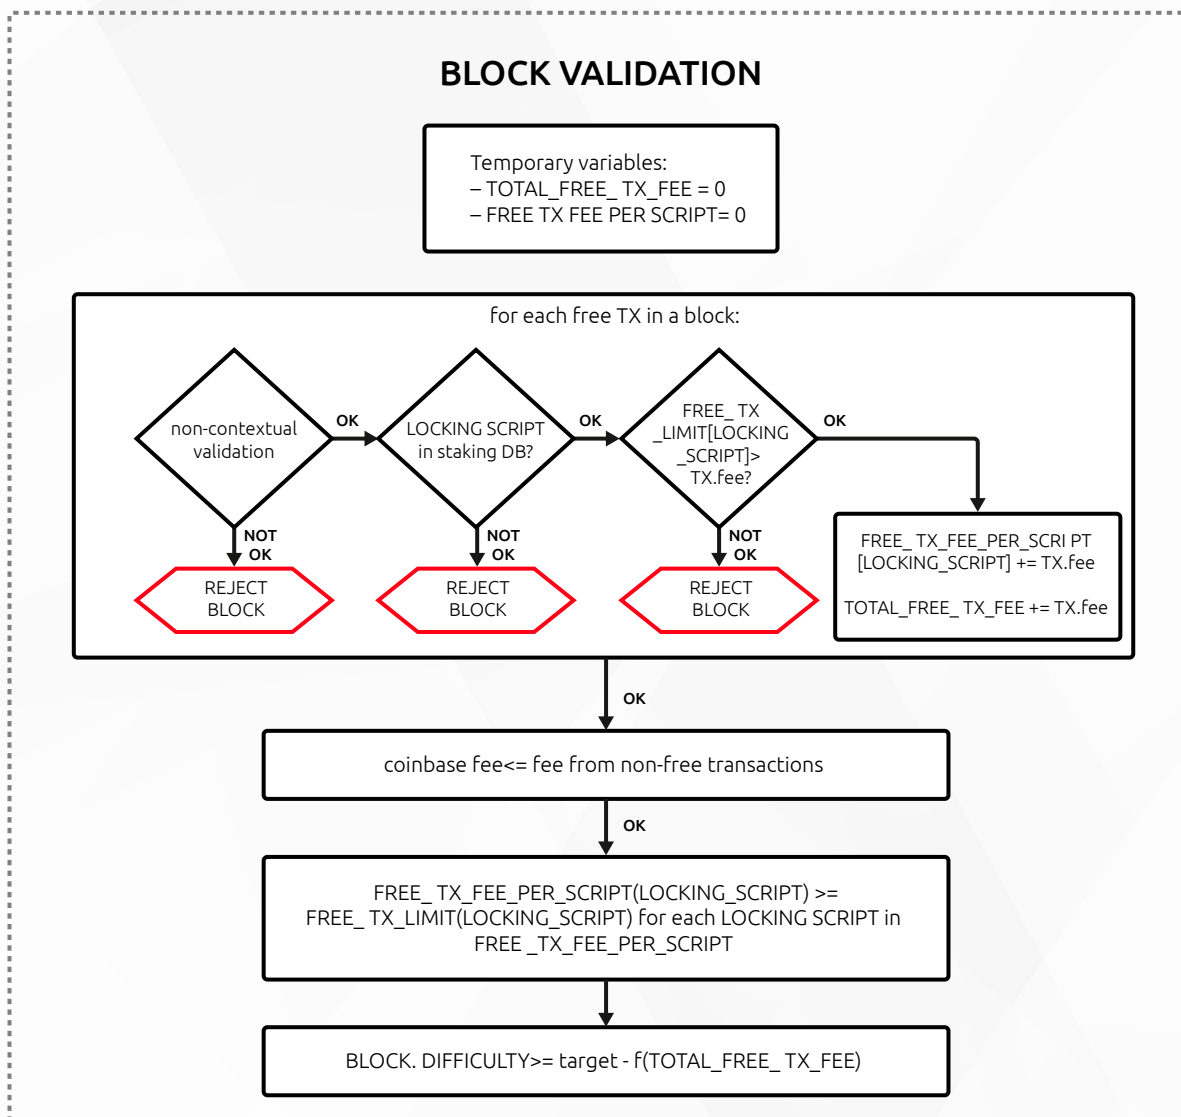 BLOCK VALIDATION
Temporary variables:
– TOTAL_FREE_ TX_FEE = 0
– FREE TX FEE PER SCRIPT= 0
for each free TX in a block:
non-contextual
validation
OK
LOCKING SCRIPT
in staking DB?
OK
FREE_ TX
_LIMIT[LOCKING
_SCRIPT]>
TX.fee?
OK
NOT
OK
REJECT
BLOCK
NOT
OK
REJECT
BLOCK
NOT
OK
REJECT
BLOCK
FREE_ TX_FEE_PER_SCRI PT
[LOCKING_SCRIPT] += TX.fee
TOTAL_FREE_ TX_FEE += TX.fee
OK
coinbase fee<= fee from non-free transactions
OK
FREE_ TX_FEE_PER_SCRIPT(LOCKING_SCRIPT) >=
FREE_ TX_LIMIT(LOCKING_SCRIPT) for each LOCKING SCRIPT in
FREE _TX_FEE_PER_SCRIPT
BLOCK. DIFFICULTY>= target - f(TOTAL_FREE_ TX_FEE)